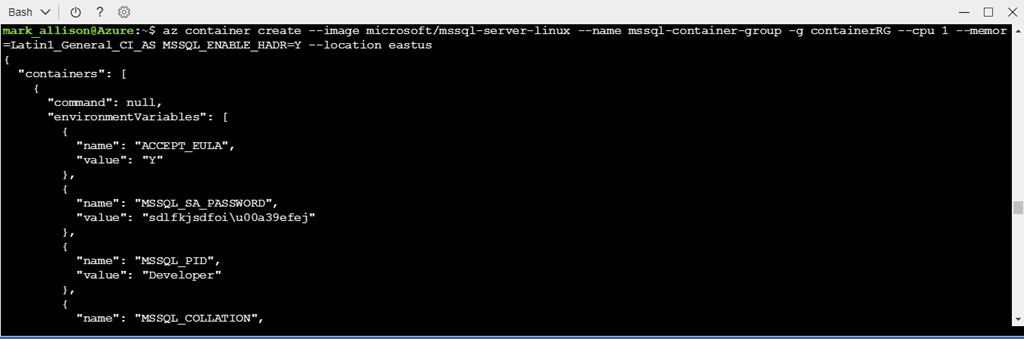 Bash
mark_allison@Azure:~$ az container create --image microsoft/mssql-server-linux --name mssql-container-group -g containerRG --cpu 1 --memor
=Latin1_General_CI_AS MSSQL_ENABLE_HADR=Y --location eastus
{
  "containers": [
    {
      "command": null,
      "environmentVariables": [
        {
          "name": "ACCEPT_EULA",
          "value": "Y"
        },
        {
          "name": "MSSQL_SA_PASSWORD",
          "value": "sdlfkjsdfoi\u00a39efej"
        },
        {
          "name": "MSSQL_PID",
          "value": "Developer"
        },
        {
          "name": "MSSQL_COLLATION",